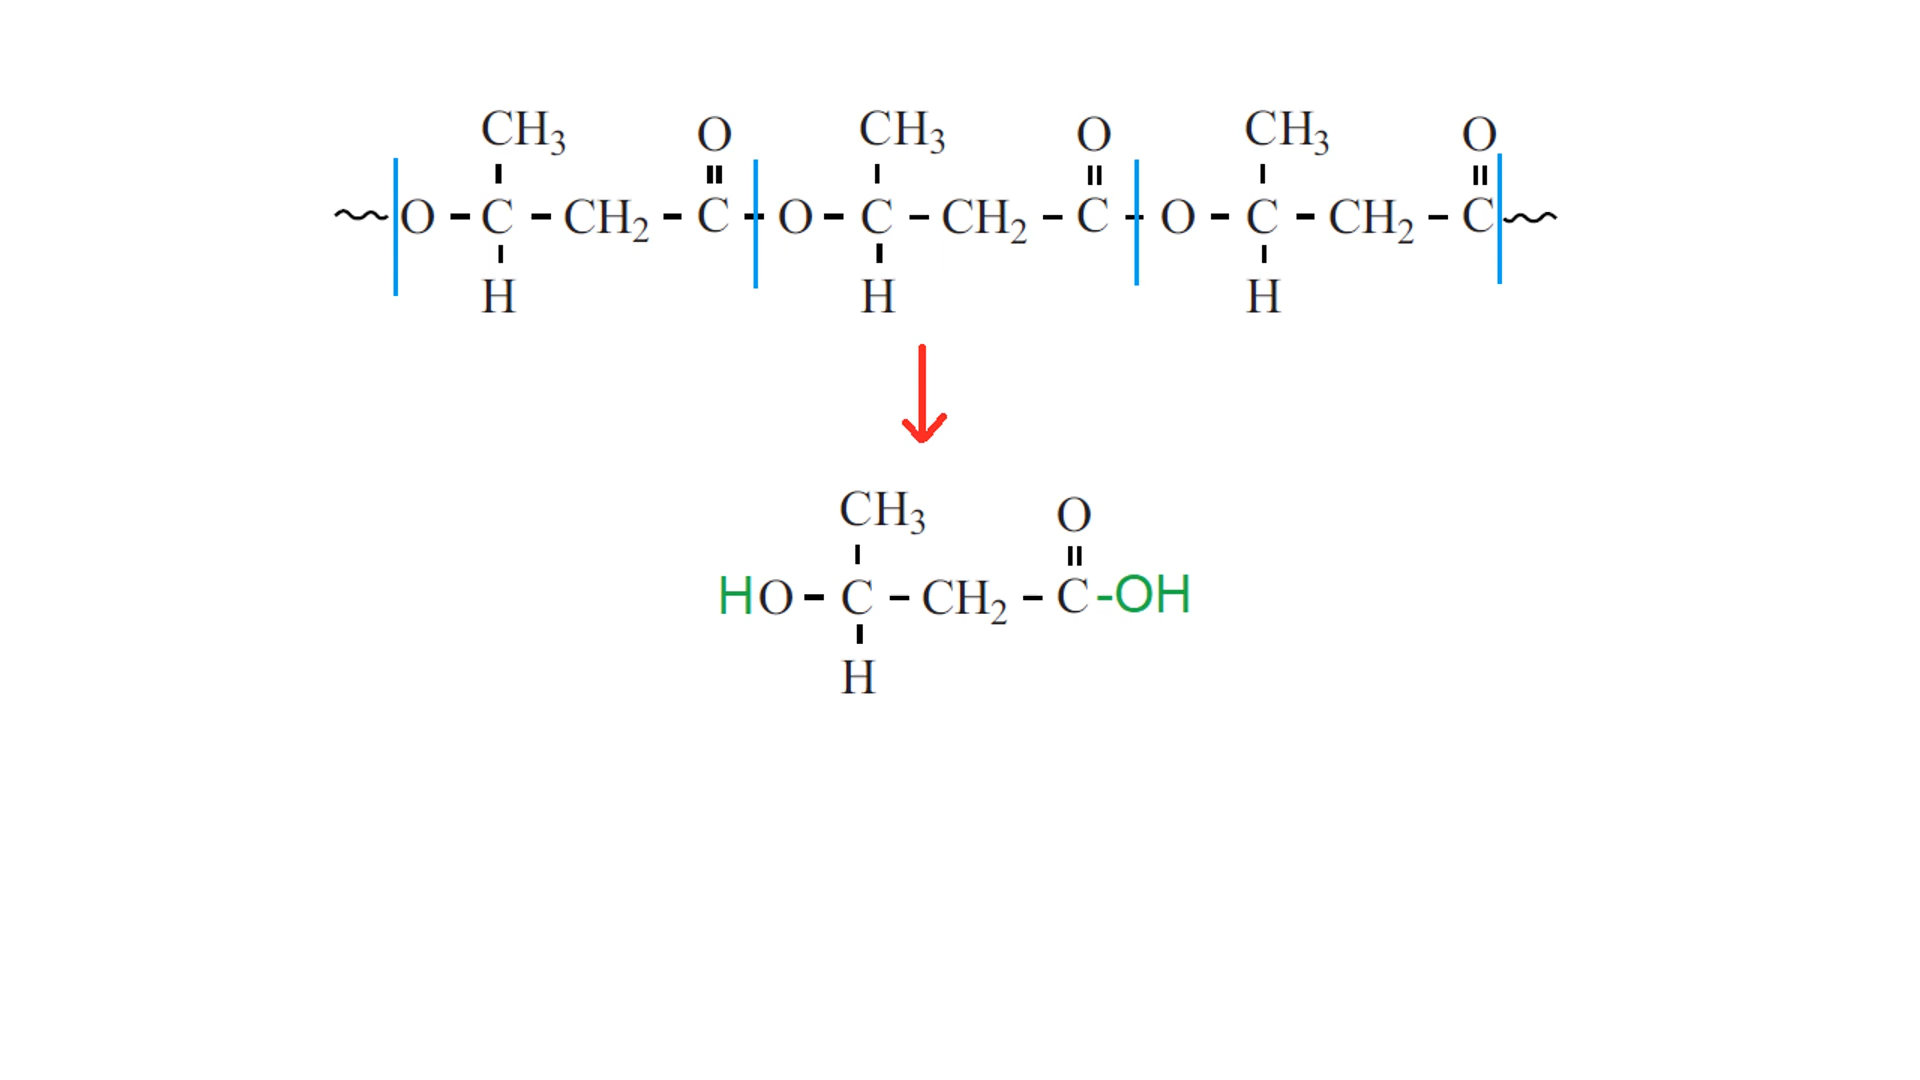 CH₃ O CH₃ O CH₃ O
O - C - CH₂ - C - O - C - CH₂ - C - O - C - CH₂ - C
H H H
CH₃ O
HO - C - CH₂ - C -OH
H